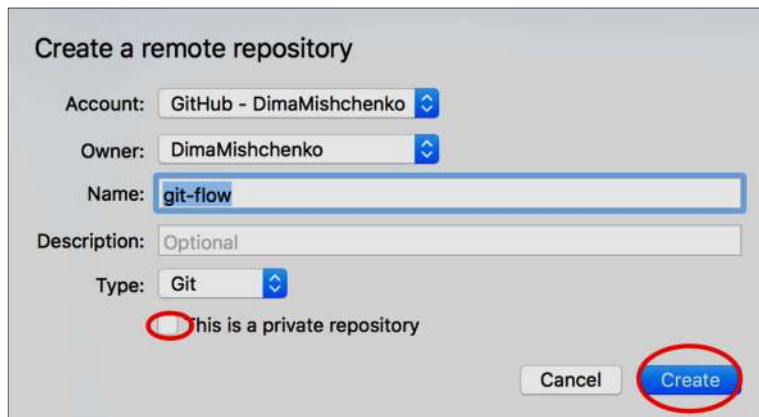 Create a remote repository
Account: GitHub - DimaMishchenko
Owner: DimaMishchenko
Name: git-flow
Description: Optional
Type: Git
This is a private repository
Cancel Create